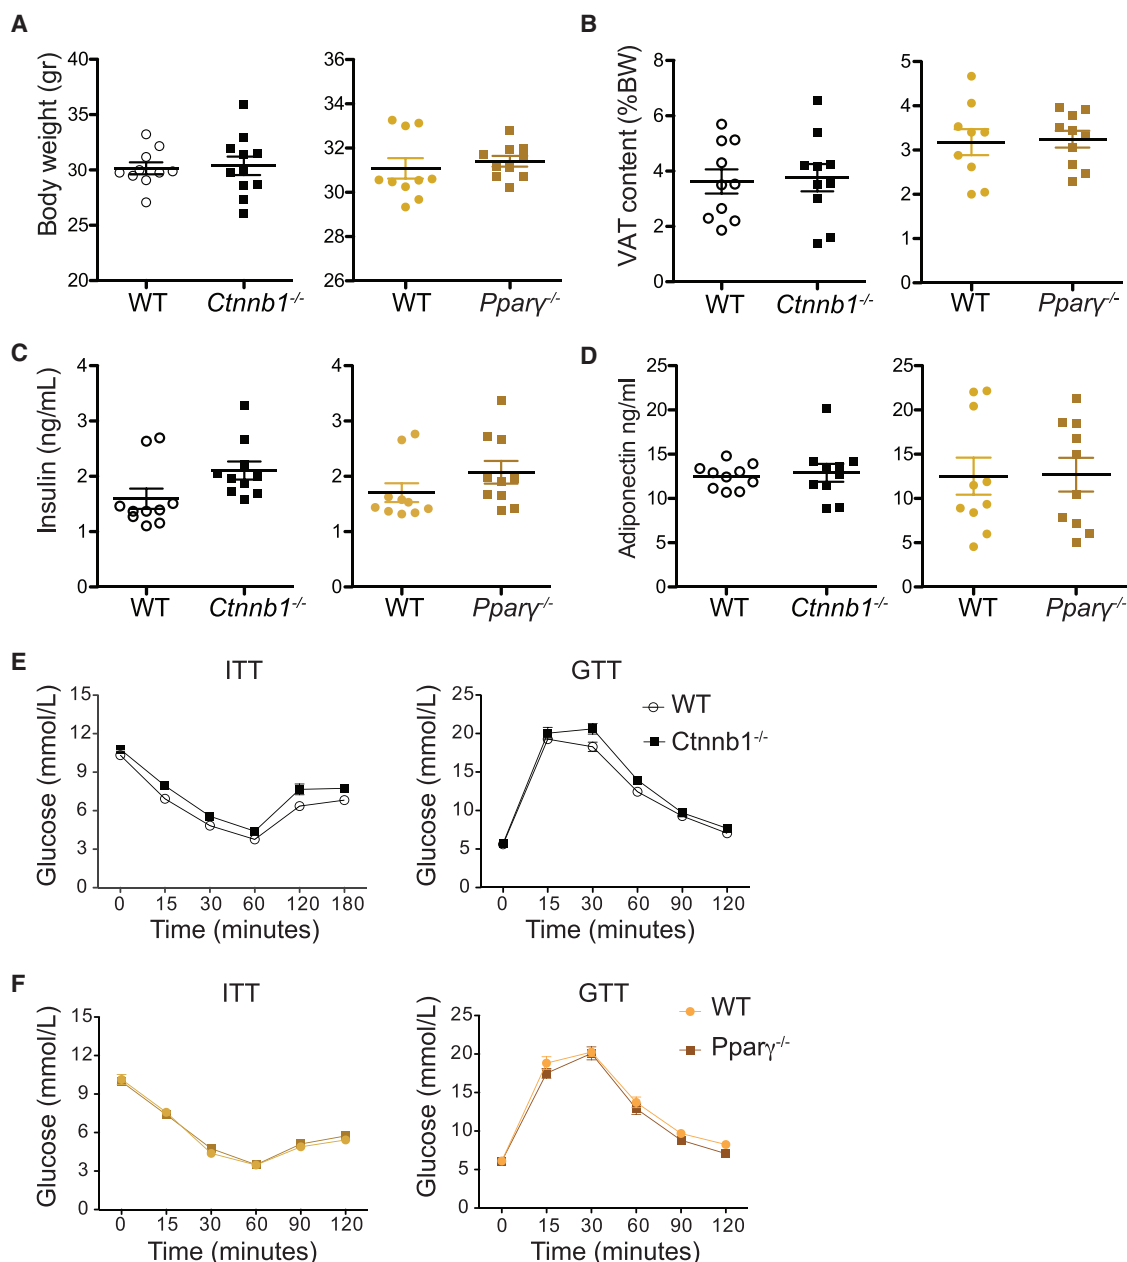 A
B
Body weight (gr)
40
35
30
25
20
WT
Ctnnb1-/-
36
34
32
30
28
26
WT
Pparγ-/-
VAT content (%BW)
8
6
4
2
0
WT
Ctnnb1-/-
5
4
3
2
1
0
WT
Pparγ-/-
C
D
Insulin (ng/mL)
4
3
2
1
0
WT
Ctnnb1-/-
4
3
2
1
0
WT
Pparγ-/-
Adiponectin ng/ml
25
20
15
10
5
0
WT
Ctnnb1-/-
25
20
15
10
5
0
WT
Pparγ-/-
E
ITT
Glucose (mmol/L)
15
12
9
6
3
0
0 15 30 60 120 180
Time (minutes)
GTT
Glucose (mmol/L)
25
20
15
10
5
0
0 15 30 60 90 120
Time (minutes)
WT
Ctnnb1-/-
F
ITT
Glucose (mmol/L)
15
12
9
6
3
0
0 15 30 60 90 120
Time (minutes)
GTT
Glucose (mmol/L)
25
20
15
10
5
0
0 15 30 60 90 120
Time (minutes)
WT
Pparγ-/-